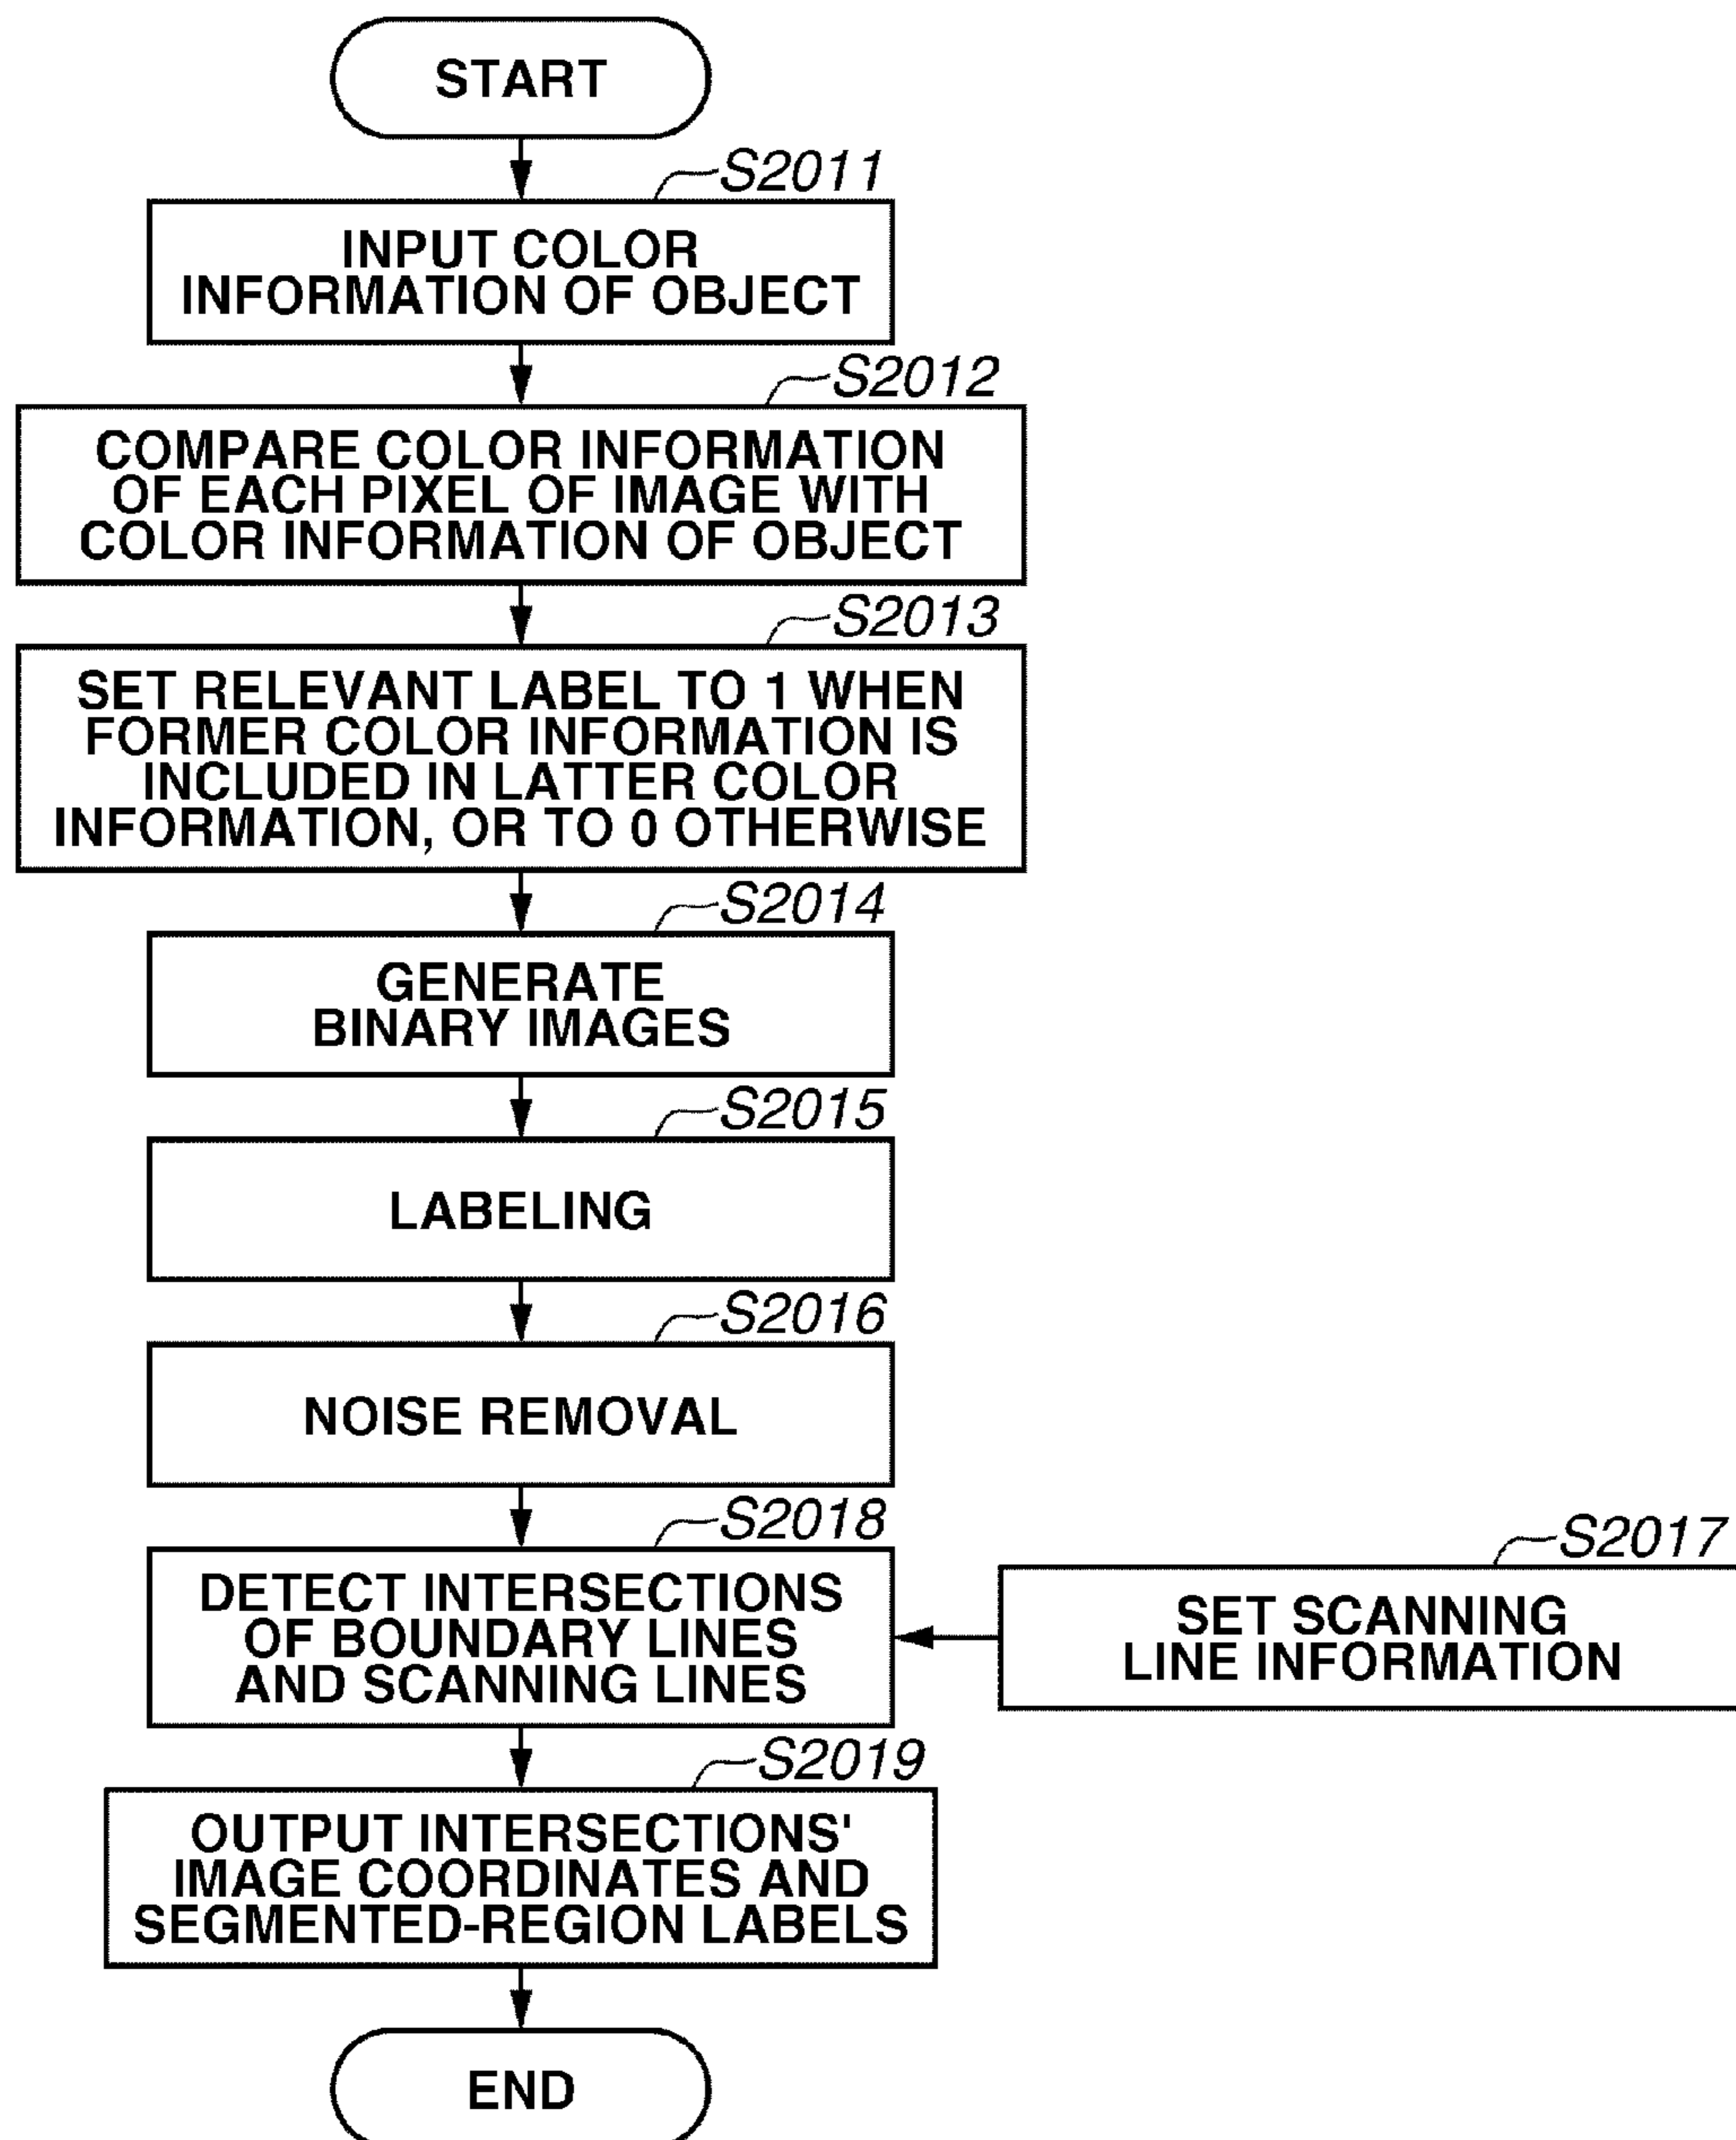 START
S2011
INPUT COLOR
INFORMATION OF OBJECT
S2012
COMPARE COLOR INFORMATION
OF EACH PIXEL OF IMAGE WITH
COLOR INFORMATION OF OBJECT
S2013
SET RELEVANT LABEL TO 1 WHEN
FORMER COLOR INFORMATION IS
INCLUDED IN LATTER COLOR
INFORMATION, OR TO 0 OTHERWISE
S2014
GENERATE
BINARY IMAGES
S2015
LABELING
S2016
NOISE REMOVAL
S2018
DETECT INTERSECTIONS
OF BOUNDARY LINES
AND SCANNING LINES
S2017
SET SCANNING
LINE INFORMATION
S2019
OUTPUT INTERSECTIONS'
IMAGE COORDINATES AND
SEGMENTED-REGION LABELS
END